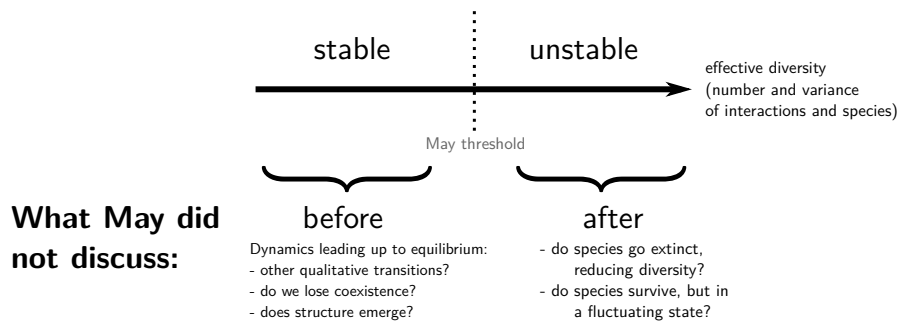 stable
unstable
effective diversity
(number and variance
of interactions and species)
May threshold
What May did
not discuss:
before
Dynamics leading up to equilibrium:
- other qualitative transitions?
- do we lose coexistence?
- does structure emerge?
after
- do species go extinct,
reducing diversity?
- do species survive, but in
a fluctuating state?